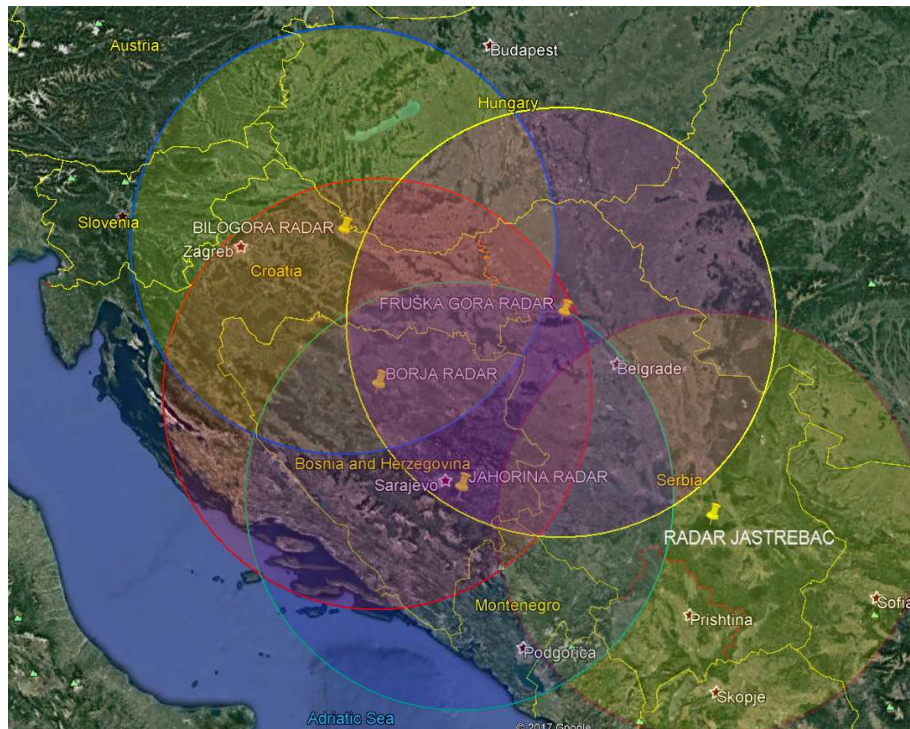 Austria
Budapest
Hungary
Slovenia
BILOGORA RADAR
Zagreb
Croatia
FRUŠKA GORA RADAR
Belgrade
BORJA RADAR
Bosnia and Herzegovina
JAHORINA RADAR
Sarajevo
Serbia
RADAR JASTREBAC
Montenegro
Sofia
Prishtina
Podgorica
Skopje
Adriatic Sea
© 2017 Google